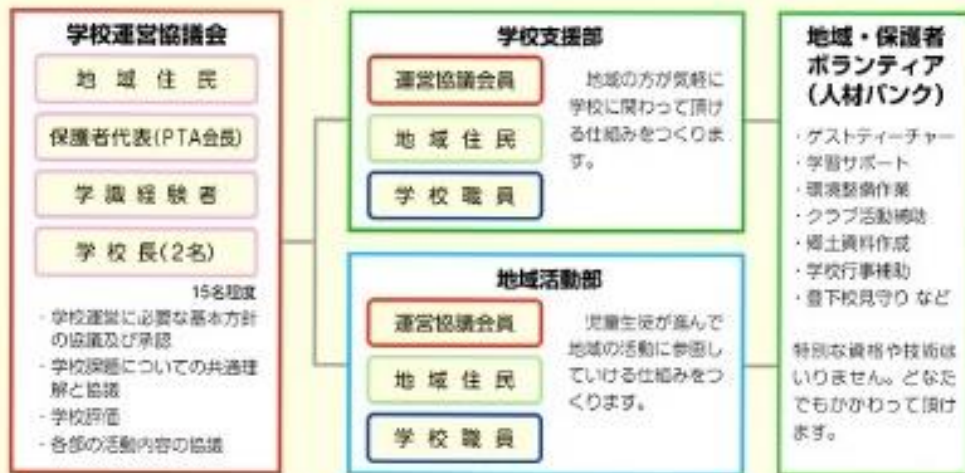 学校運営協議会
地域住民
保護者代表(PTA会長)
学識経験者
学校長(2名)
15名程度
・学校運営に必要な基本方針
の協議及び承認
・学校課題についての共通理
解と協議
・学校評価
・各部の活動内容の協議
学校支援部
運営協議会員
地域住民
学校職員
地域の方が気軽に
学校に関わって頂け
る仕組みをつくりま
す。
地域活動部
運営協議会員
地域住民
学校職員
児童生徒が進んで
地域の活動に参画し
ていける仕組みをつ
くります。
地域・保護者
ボランティア
(人材バンク)
・ゲストティーチャー
・学習サポート
・環境整備作業
・クラブ活動補助
・郷土資料作成
・学校行事補助
・登下校見守り など
特別な資格や技術は
いりません。どなた
でもかかわって頂け
ます。